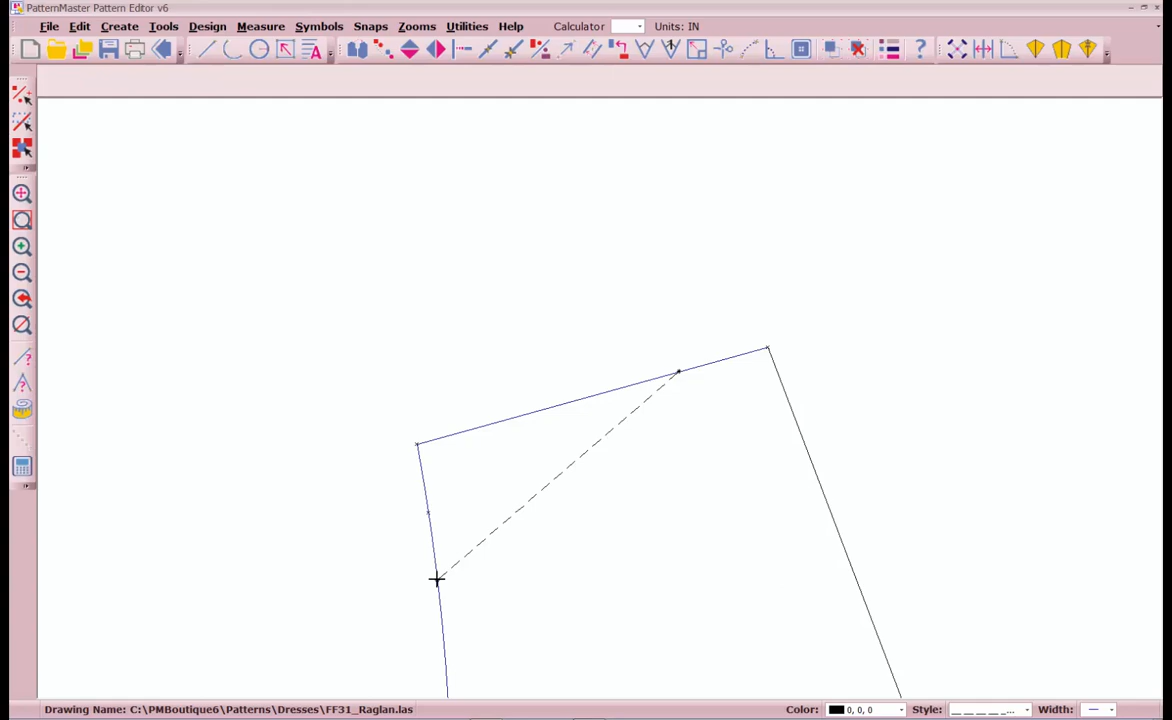 PatternMaster Pattern Editor v6
File Edit Create Tools Design Measure Symbols Snaps Zooms Utilities Help Calculator Units: IN
Drawing Name: C:\PMBoutique6\Patterns\Dresses\FF31_Raglan.las Color: 0, 0, 0 Style: Width: